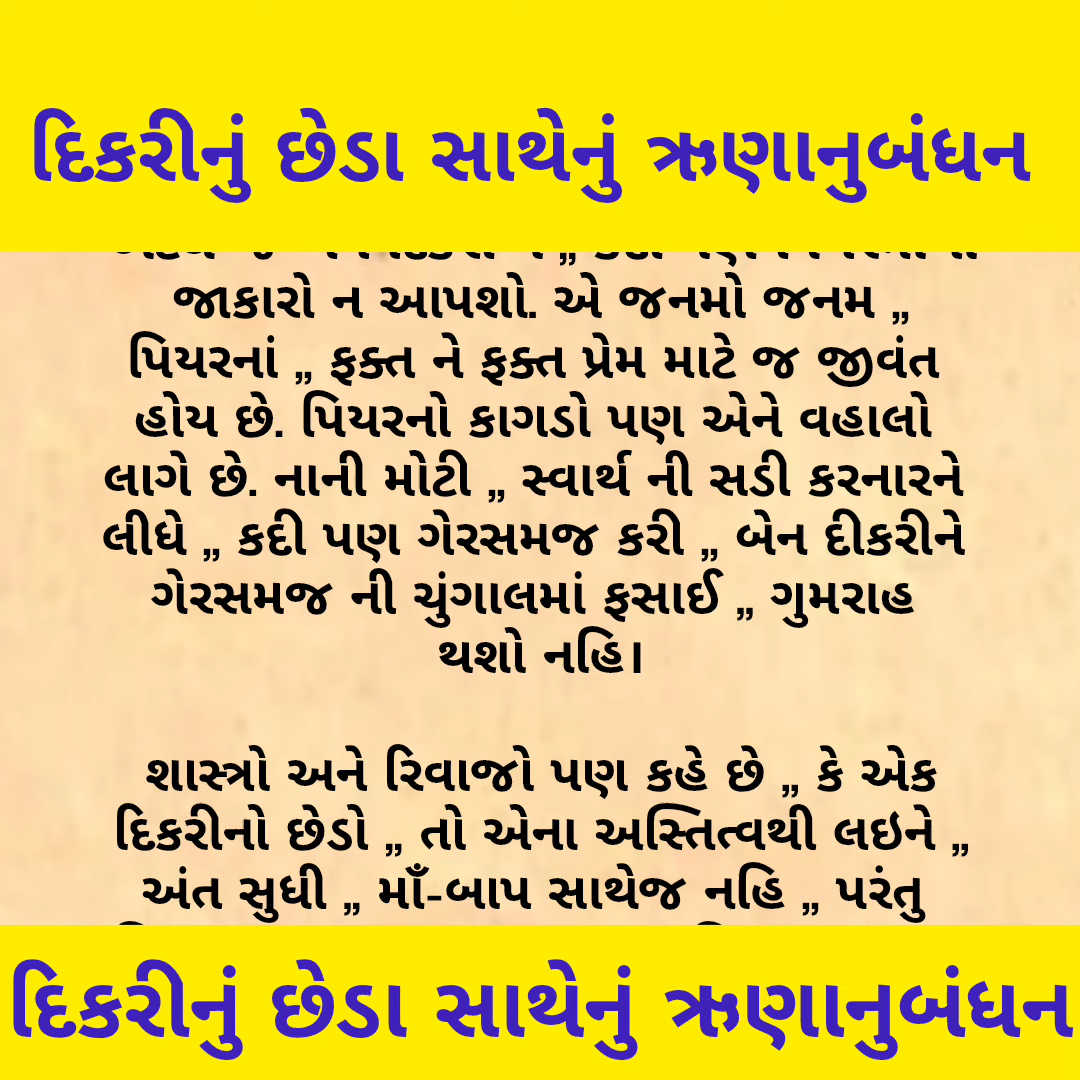 દિકરીનું છેડા સાથેનું ઋણાનુબંધન
જાકારો ન આપશો. એ જનમો જનમ ,,
પિયરનાં ,, ફક્ત ને ફક્ત પ્રેમ માટે જ જીવંત
હોય છે. પિયરનો કાગડો પણ એને વહાલો
લાગે છે. નાની મોટી ,, સ્વાર્થ ની સડી કરનારને
લીધે ,, કદી પણ ગેરસમજ કરી ,, બેન દીકરીને
ગેરસમજ ની ચુંગાલમાં ફસાઈ ,, ગુમરાહ
થશો નહિ।
શાસ્ત્રો અને રિવાજો પણ કહે છે ,, કે એક
દિકરીનો છેડો ,, તો એના અસ્તિત્વથી લઇને ,,
અંત સુધી ,, માઁ-બાપ સાથેજ નહિ ,, પરંતુ
દિકરીનું છેડા સાથેનું ઋણાનુબંધન